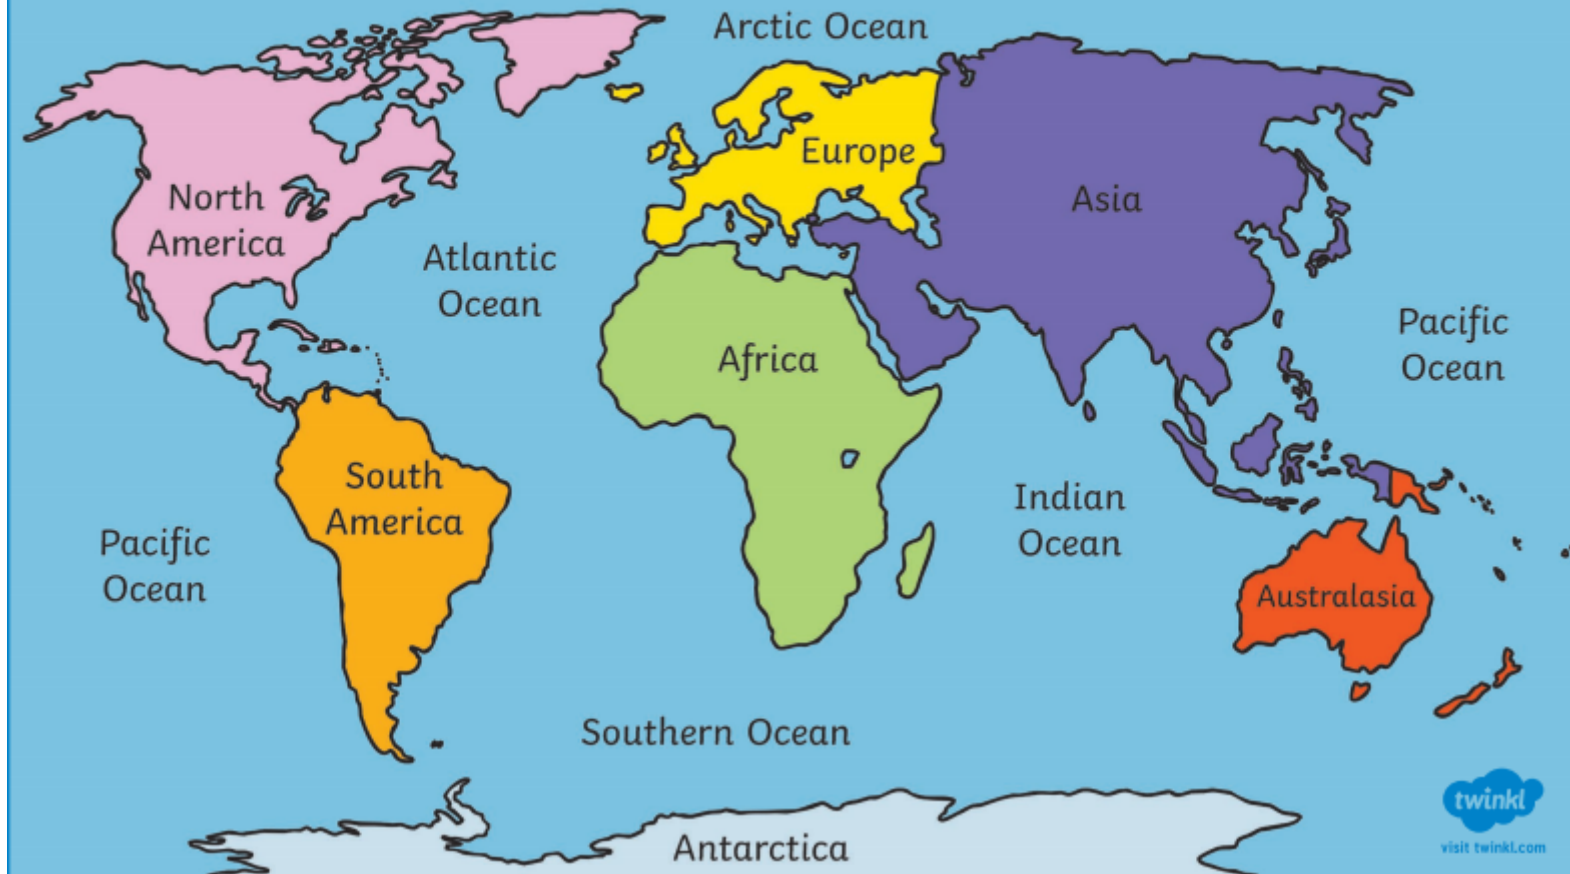 Arctic Ocean
Europe
North
America
Asia
Atlantic
Ocean
Pacific
Ocean
Africa
South
America
Indian
Ocean
Pacific
Ocean
Australasia
Southern Ocean
twinkl
visit twinkl.com
Antarctica